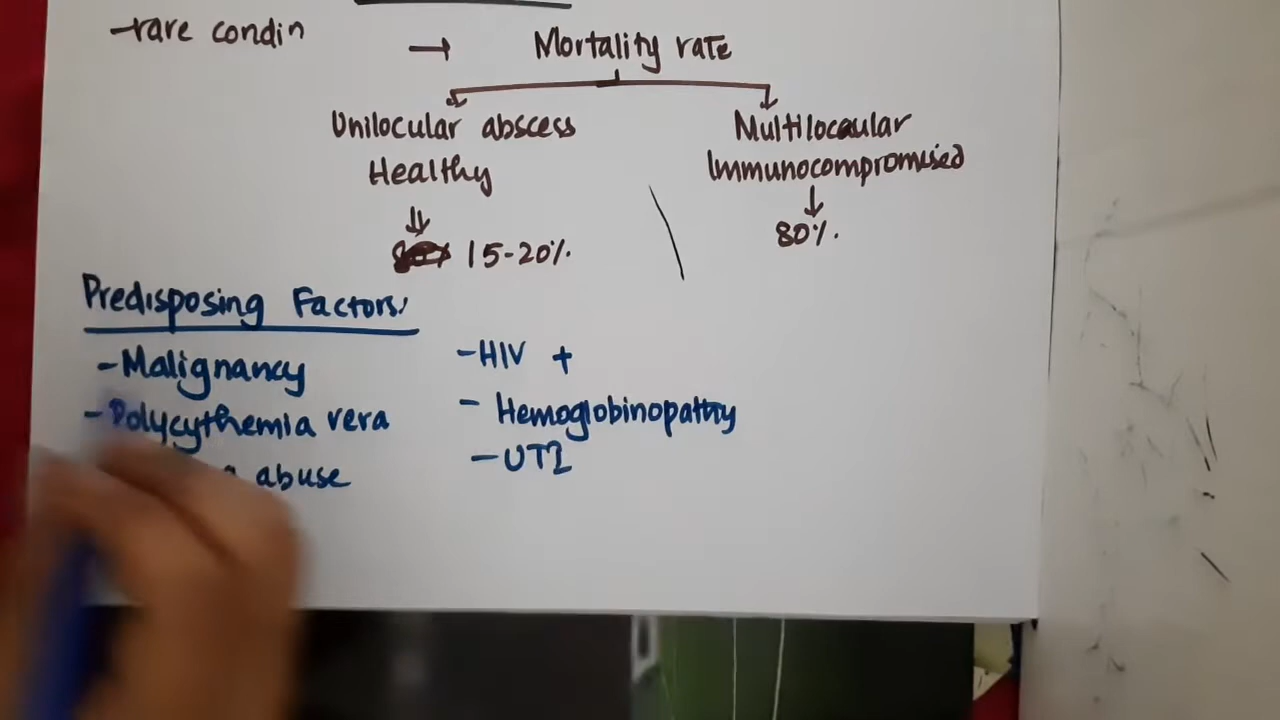 -rare condin
→ Mortality rate
Unilocular abscess
Healthy
15-20%.
Multilocular
Immunocompromised
80%.
Predisposing Factors:
- Malignancy
- Polycythemia vera
abuse
- HIV +
- Hemoglobinopathy
- UTI